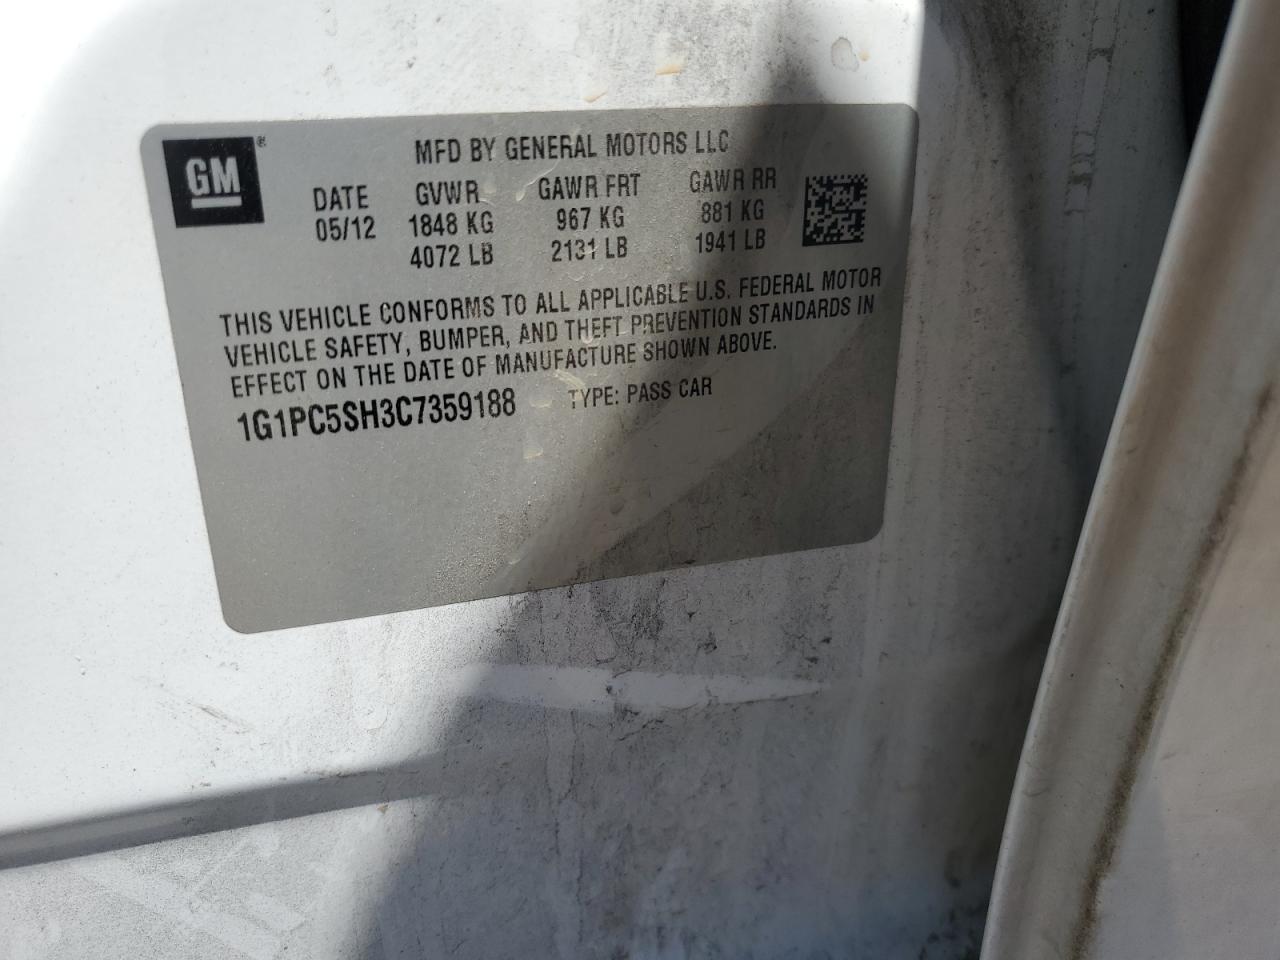 GM®
MFD BY GENERAL MOTORS LLC
DATE GVWR GAWR FRT GAWR RR
05/12 1848 KG 967 KG 881 KG
4072 LB 2131 LB 1941 LB
THIS VEHICLE CONFORMS TO ALL APPLICABLE U.S. FEDERAL MOTOR
VEHICLE SAFETY, BUMPER, AND THEFT PREVENTION STANDARDS IN
EFFECT ON THE DATE OF MANUFACTURE SHOWN ABOVE.
1G1PC5SH3C7359188 TYPE: PASS CAR